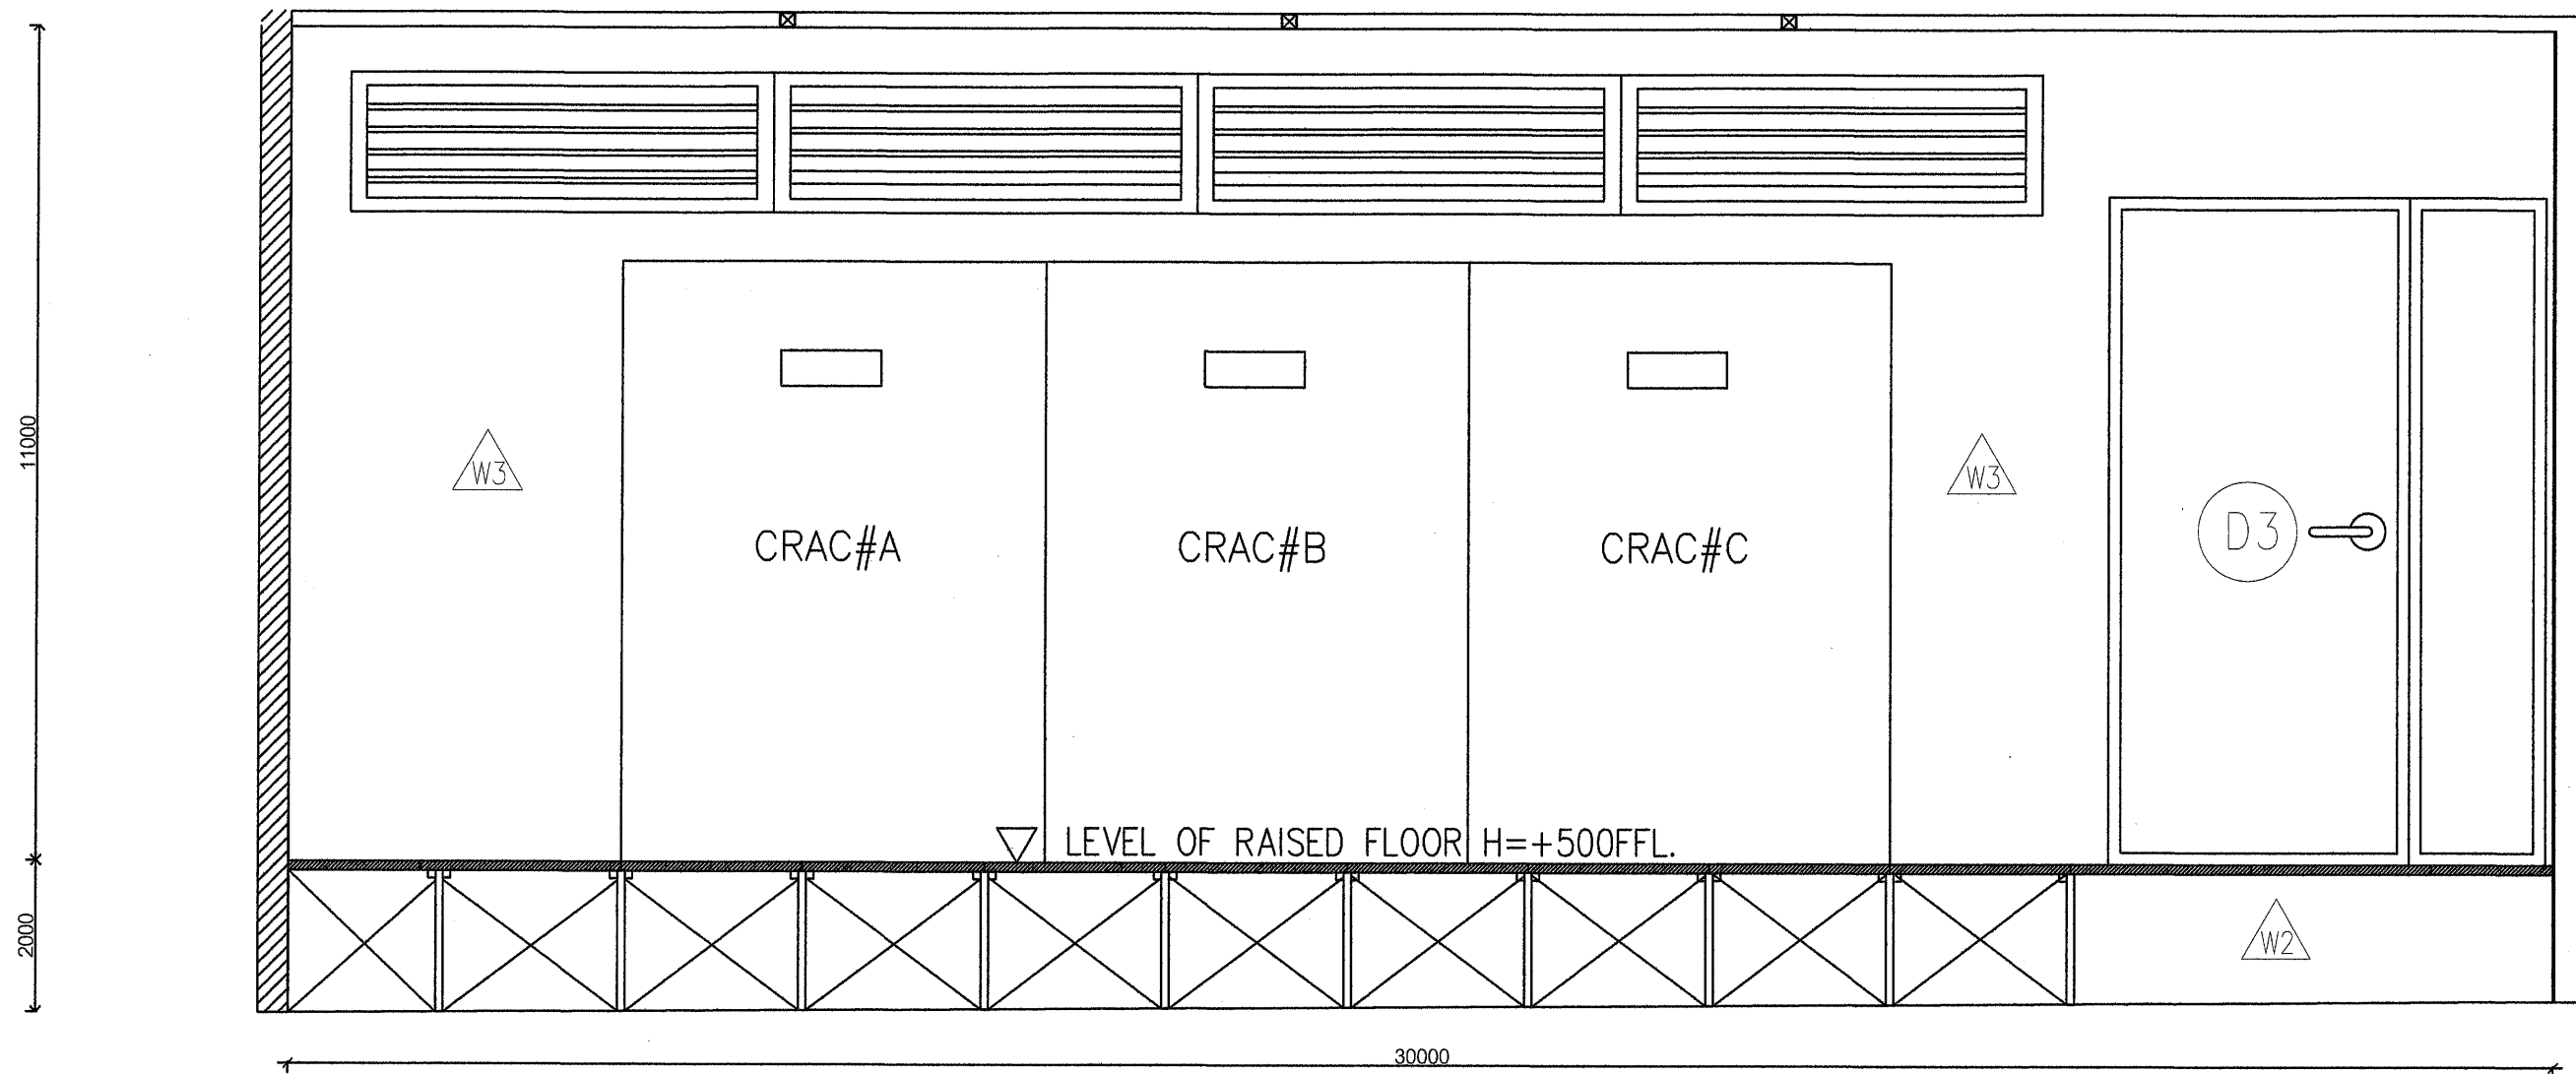 11000
W3
W3
D3
CRAC#A
CRAC#B
CRAC#C
LEVEL OF RAISED FLOOR H=+500FFL.
2000
W2
30000